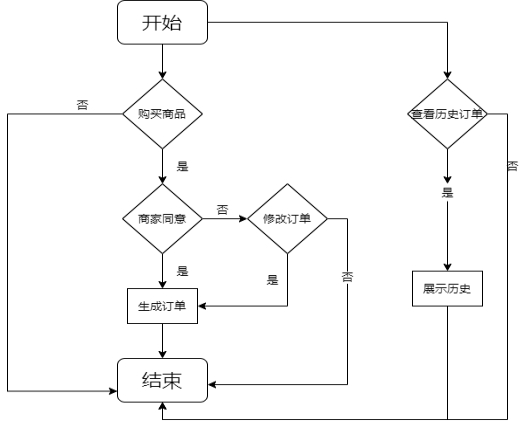 开始
否
购买商品
查看历史订单
是
否
商家同意
否
修改订单
是
是
是
否
生成订单
展示历史
结束